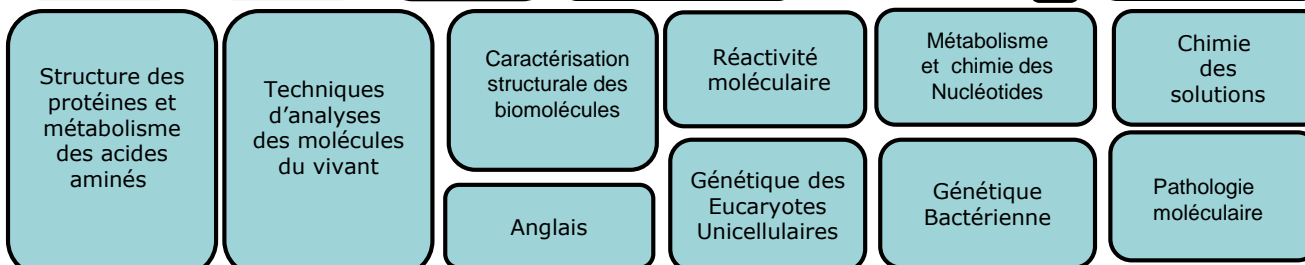 Structure des
protéines et
métabolisme
des acides
aminés
Techniques
d'analyses
des molécules
du vivant
Caractérisation
structurale des
biomolécules
Anglais
Réactivité
moléculaire
Génétique des
Eucaryotes
Unicellulaires
Métabolisme
et chimie des
Nucléotides
Génétique
Bactérienne
Chimie
des
solutions
Pathologie
moléculaire